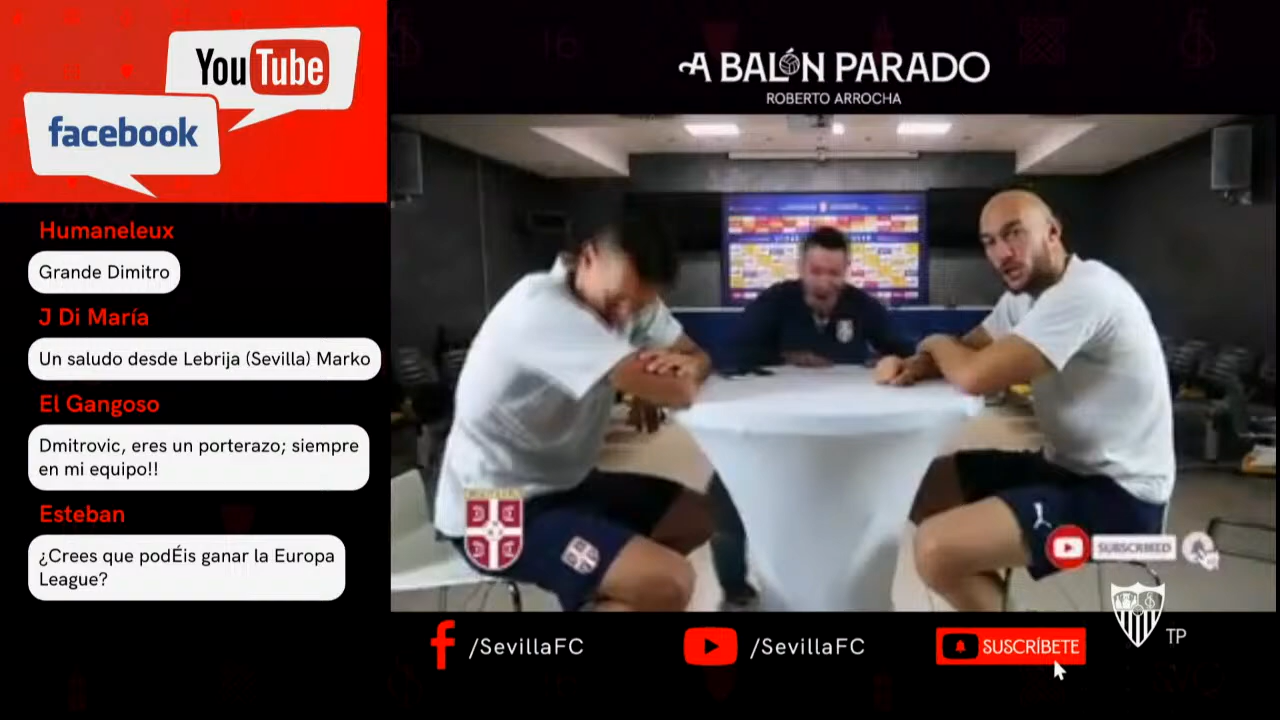 YouTube
facebook
Humaneleux
Grande Dimitro
J Di María
Un saludo desde Lebrija (Sevilla) Marko
El Gangoso
Dmitrovic, eres un porterazo; siempre
en mi equipo!!
Esteban
¿Crees que podÉis ganar la Europa
League?
A BALÓN PARADO
ROBERTO ARROCHA
SUBSCRIBED
/SevillaFC
/SevillaFC
SUSCRÍBETE
TP